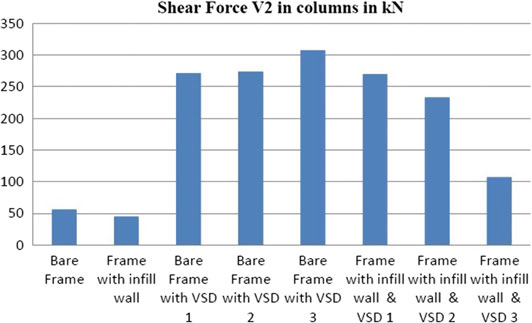 Shear Force V2 in columns in kN
350
300
250
200
150
100
50
0
Bare
Frame
Frame
with infill
wall
Bare
Frame
with VSD
1
Bare
Frame
with VSD
2
Bare
Frame
with VSD
3
Frame
with infill
wall &
VSD 1
Frame
with infill
wall &
VSD 2
Frame
with infill
wall &
VSD 3